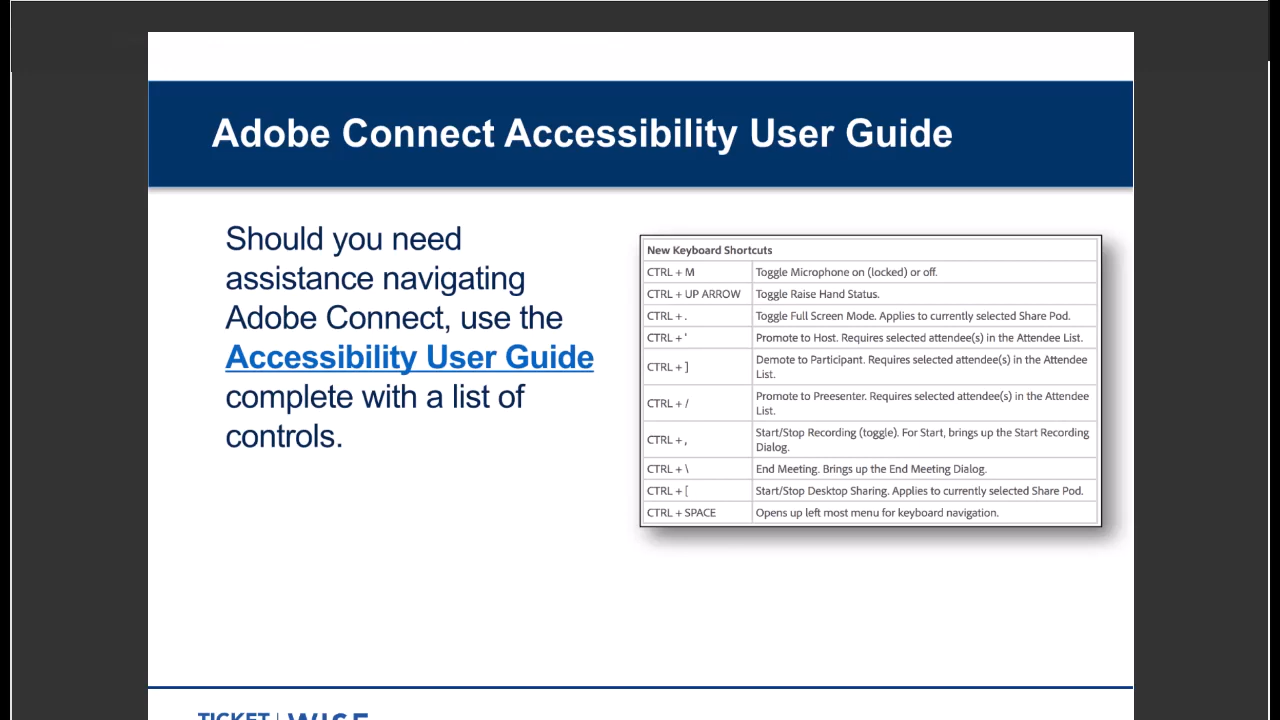 Adobe Connect Accessibility User Guide
Should you need
assistance navigating
Adobe Connect, use the
Accessibility User Guide
complete with a list of
controls.
New Keyboard Shortcuts
CTRL + M Toggle Microphone on (locked) or off.
CTRL + UP ARROW Toggle Raise Hand Status.
CTRL + . Toggle Full Screen Mode. Applies to currently selected Share Pod.
CTRL + ' Promote to Host. Requires selected attendee(s) in the Attendee List.
CTRL + ] Demote to Participant. Requires selected attendee(s) in the Attendee
List.
CTRL + / Promote to Preesenter. Requires selected attendee(s) in the Attendee
List.
CTRL + , Start/Stop Recording (toggle). For Start, brings up the Start Recording
Dialog.
CTRL + \ End Meeting. Brings up the End Meeting Dialog.
CTRL + [ Start/Stop Desktop Sharing. Applies to currently selected Share Pod.
CTRL + SPACE Opens up left most menu for keyboard navigation.
TICKET | WISE